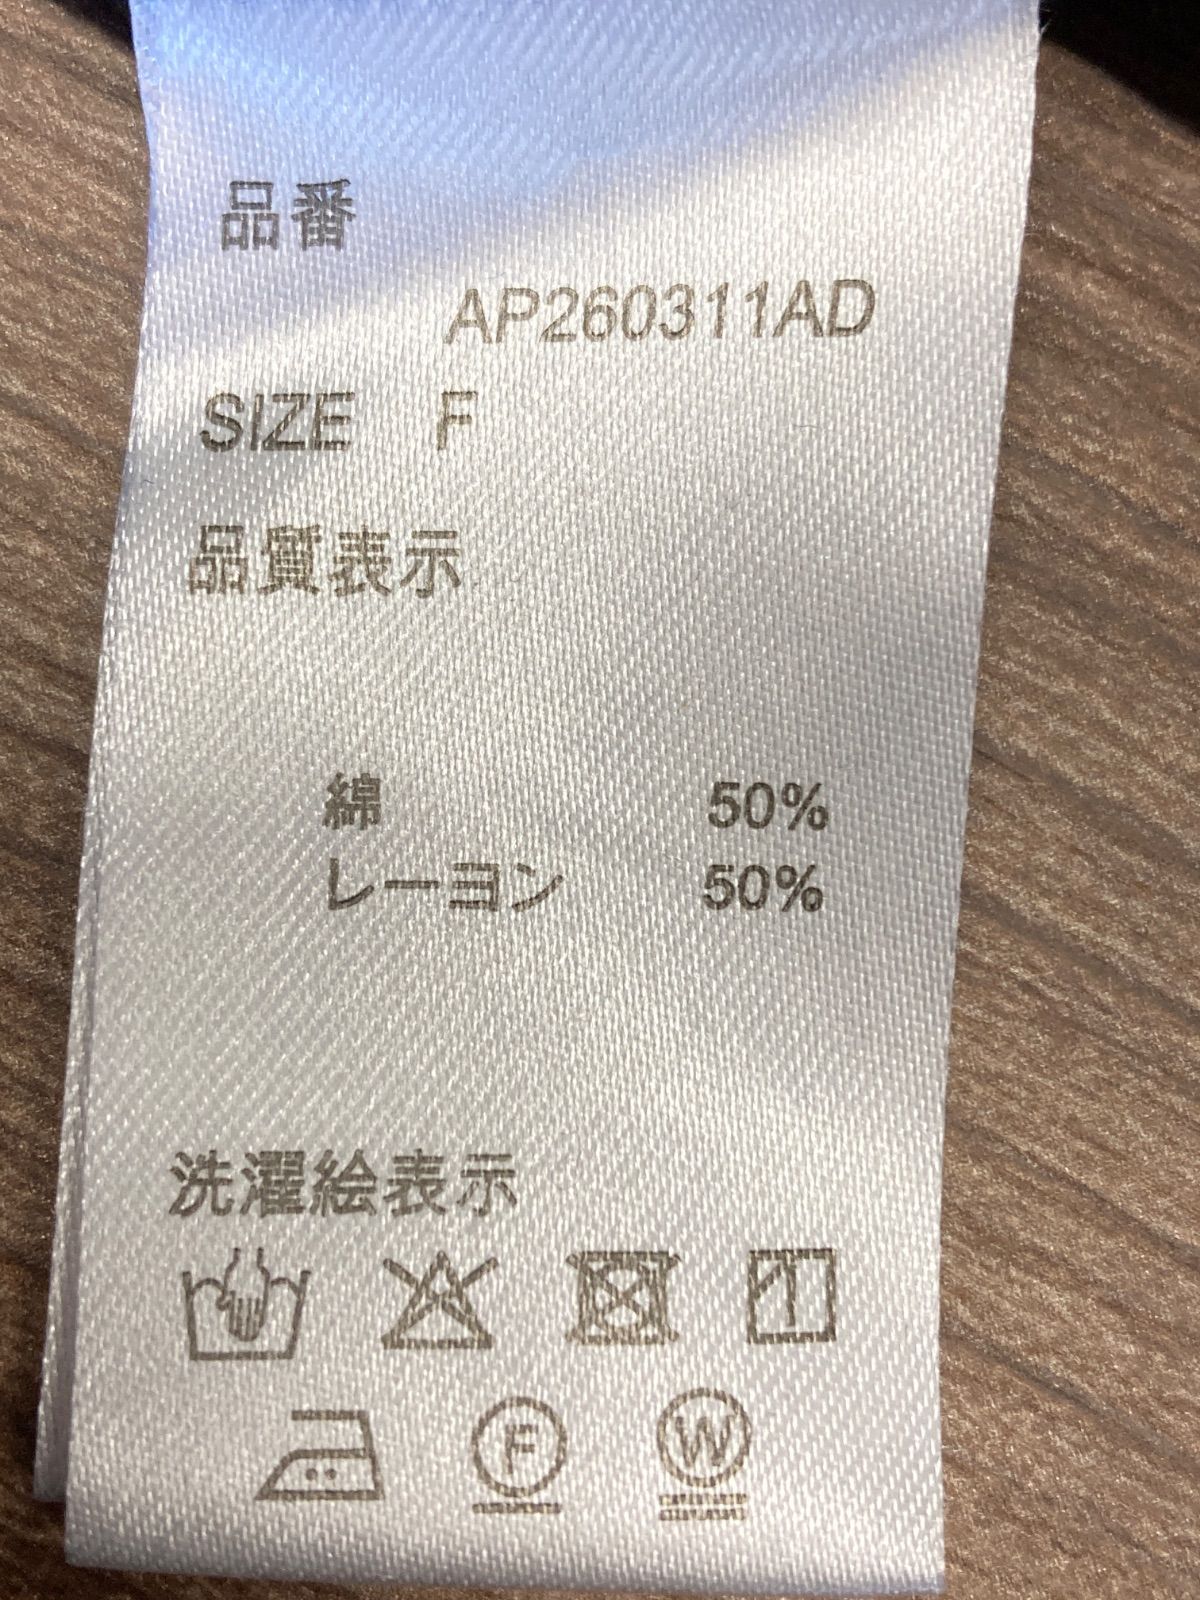 品番
AP260311AD
SIZE F
品質表示
綿 50%
レーヨン 50%
洗濯絵表示
F
W